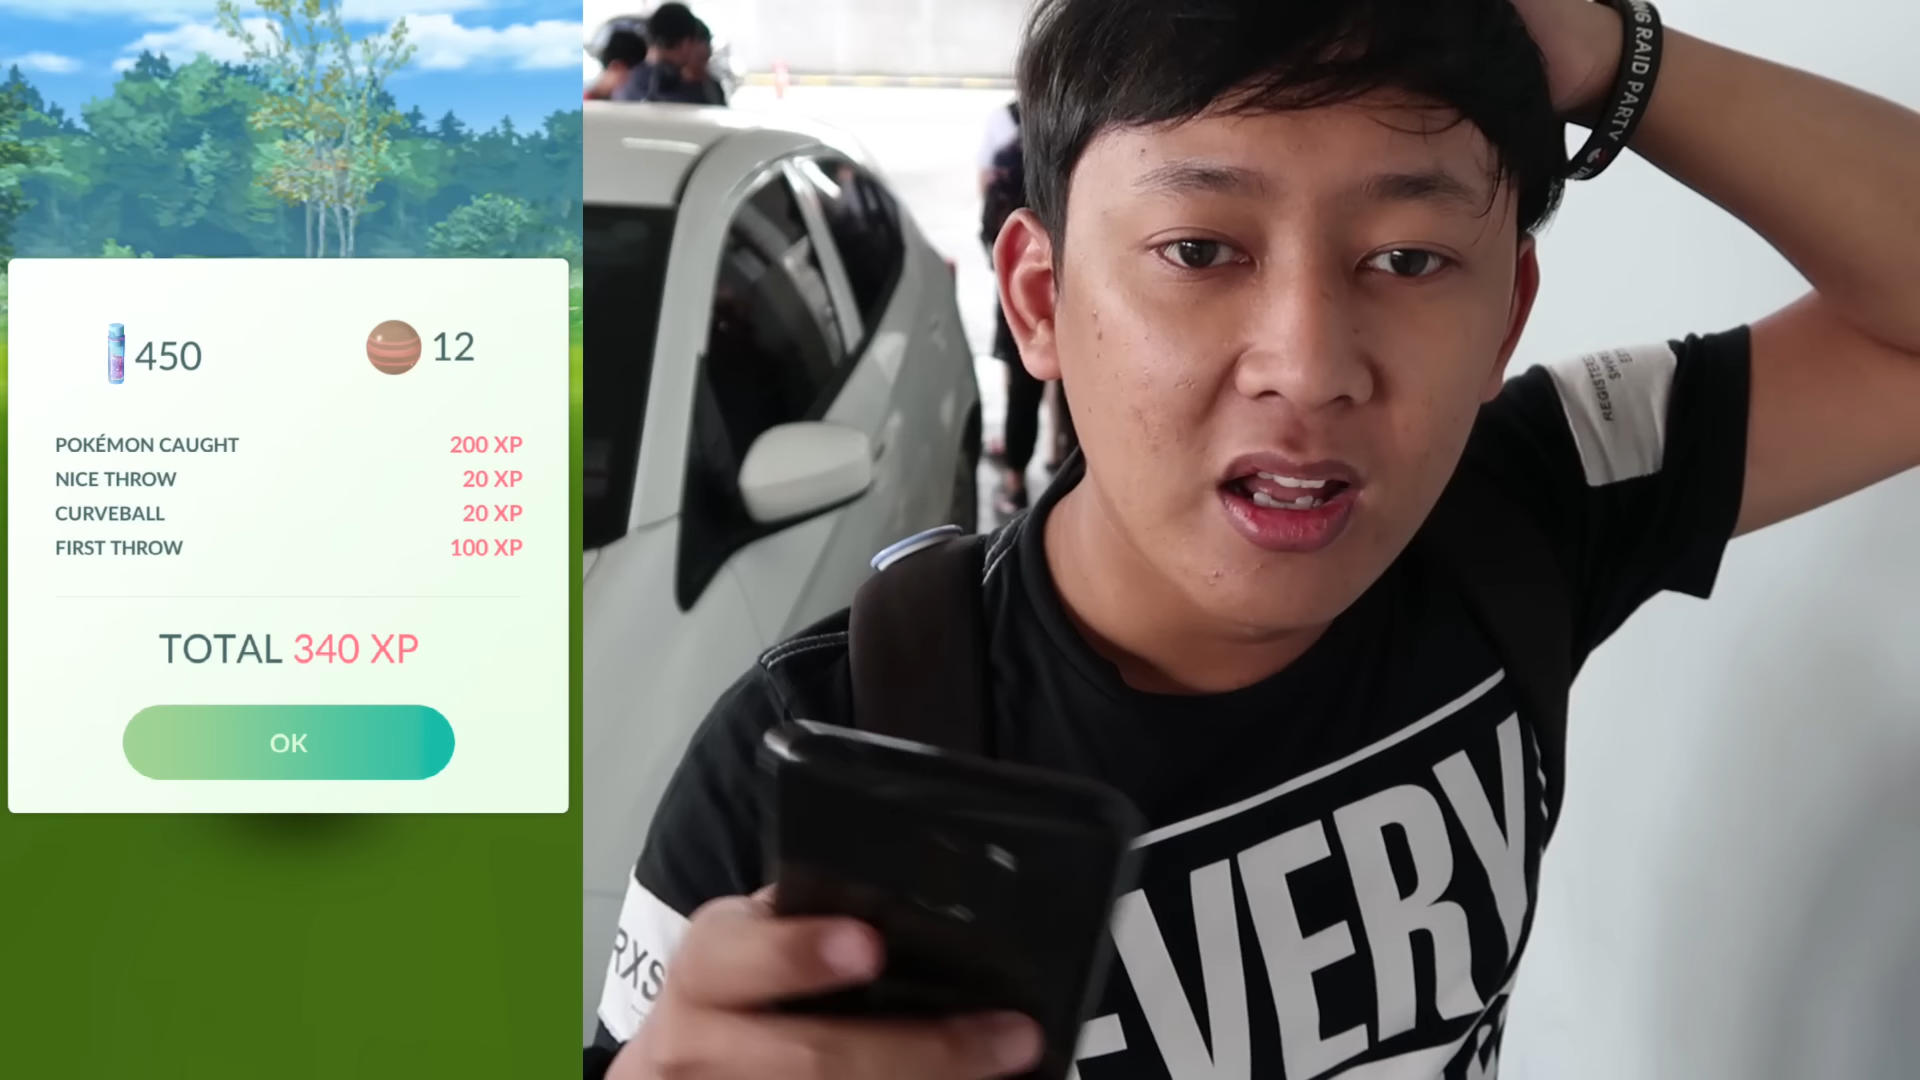 450
12
POKÉMON CAUGHT 200 XP
NICE THROW 20 XP
CURVEBALL 20 XP
FIRST THROW 100 XP
TOTAL 340 XP
OK
RAID PARTY
EVERY
RXS